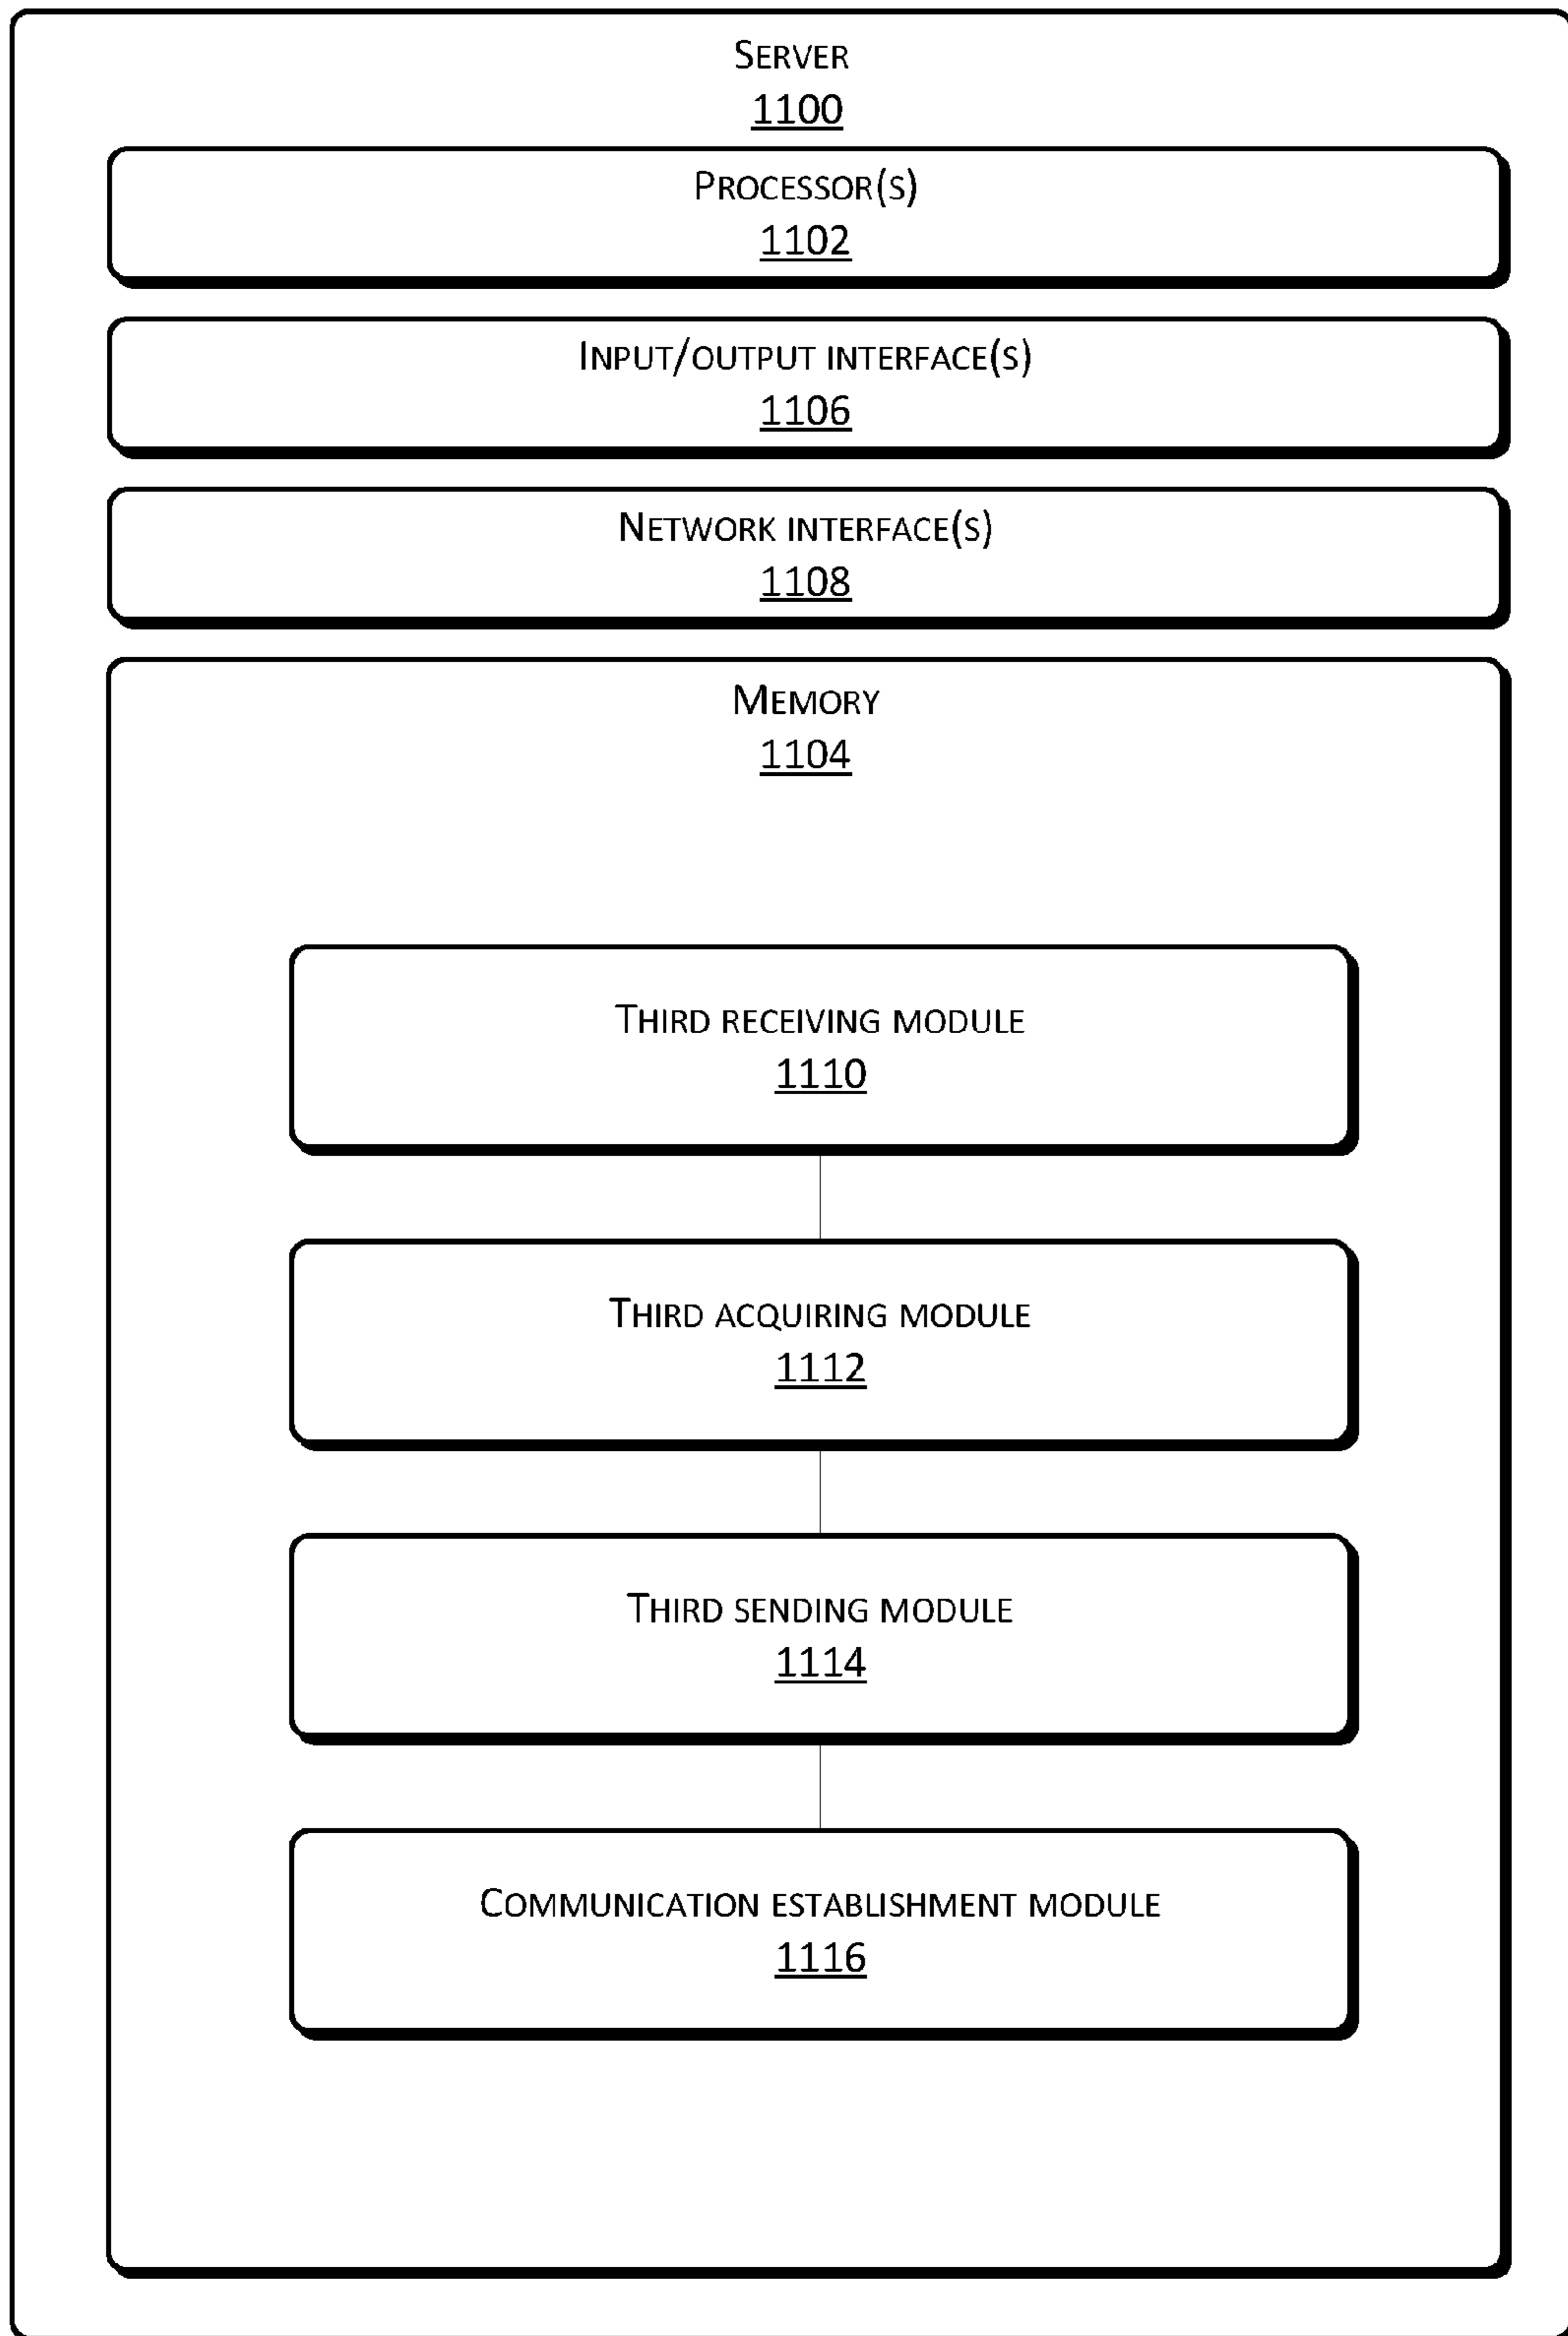 SERVER
1100
PROCESSOR(S)
1102
INPUT/OUTPUT INTERFACE(S)
1106
NETWORK INTERFACE(S)
1108
MEMORY
1104
THIRD RECEIVING MODULE
1110
THIRD ACQUIRING MODULE
1112
THIRD SENDING MODULE
1114
COMMUNICATION ESTABLISHMENT MODULE
1116